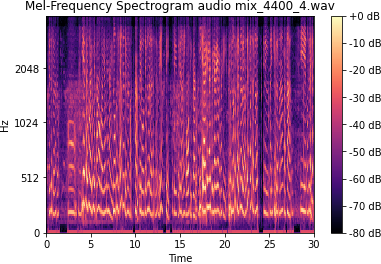 Mel-Frequency Spectrogram audio mix_4400_4.wav
+0 dB
-10 dB
2048
-20 dB
-30 dB
Hz
1024
-40 dB
-50 dB
512
-60 dB
-70 dB
0
-80 dB
0 5 10 15 20 25 30
Time